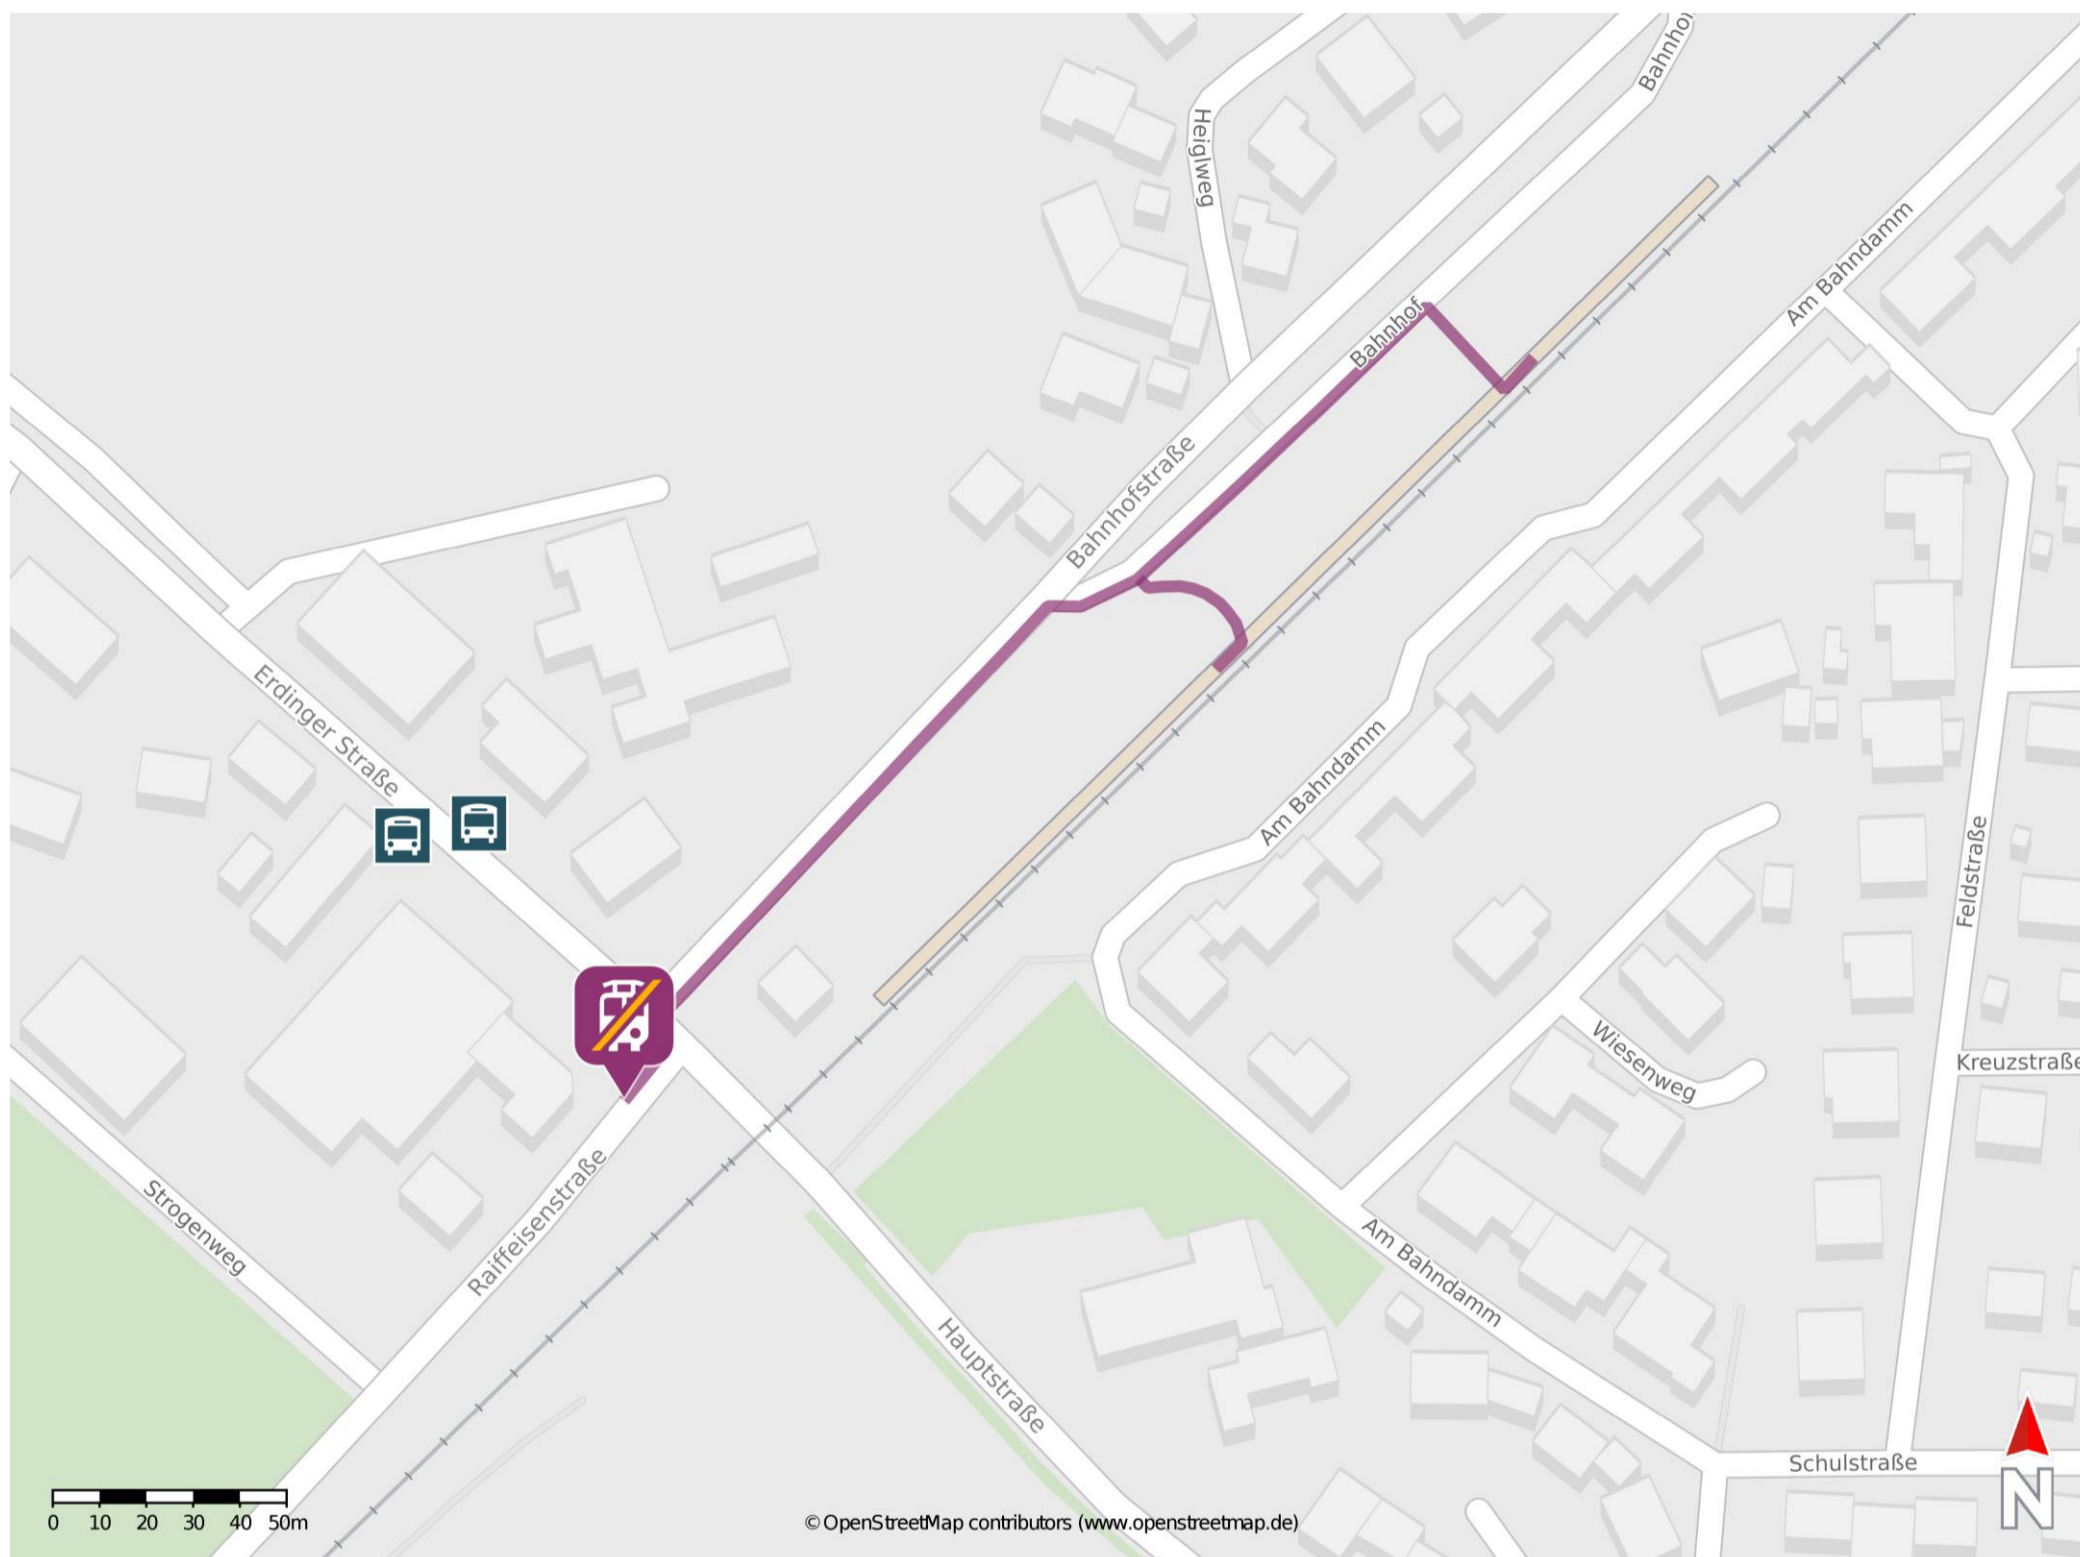 Bahnhof
Heiglweg
Am Bahndamm
Bahnhof
Bahnhofstraße
Erdinger Straße
Am Bahndamm
Feldstraße
Wiesenweg
Kreuzstraße
Strogenweg
Raiffeisenstraße
Am Bahndamm
Hauptstraße
Schulstraße
N
0 10 20 30 40 50m
© OpenStreetMap contributors (www.openstreetmap.de)